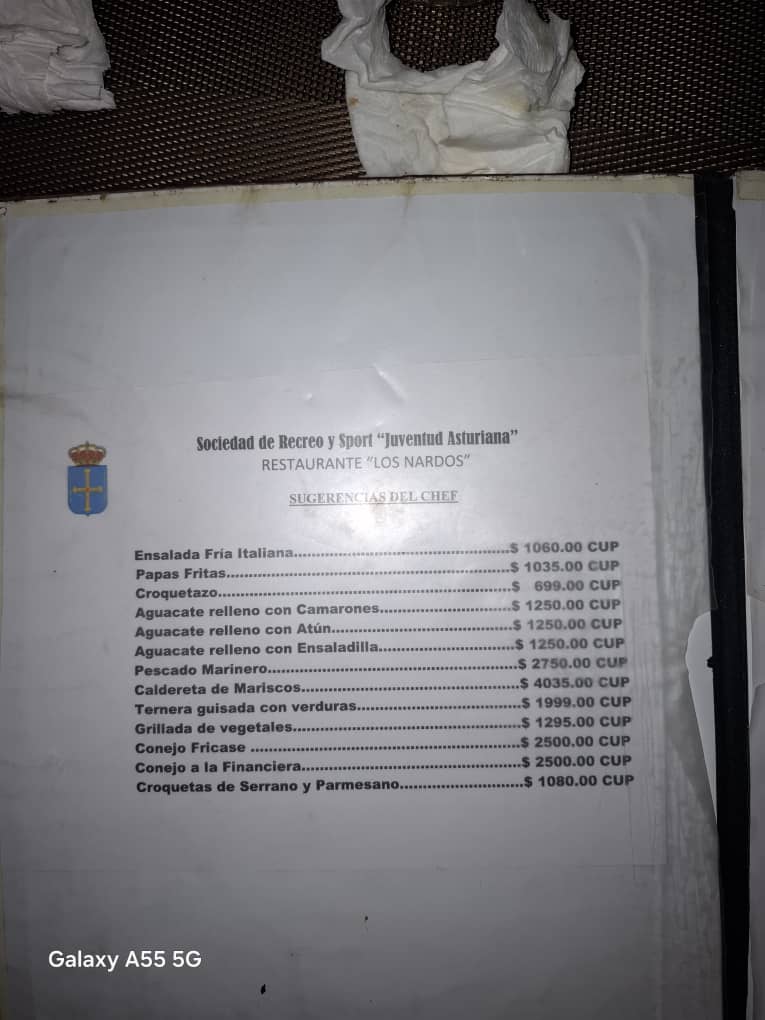 Sociedad de Recreo y Sport "Juventud Asturiana"
RESTAURANTE "LOS NARDOS"
SUGERENCIAS DEL CHEF
Ensalada Fría Italiana........................................................$ 1060.00 CUP
Papas Fritas........................................................................$ 1035.00 CUP
Croquetazo..........................................................................$ 699.00 CUP
Aguacate relleno con Camarones..................................$ 1250.00 CUP
Aguacate relleno con Atún..............................................$ 1250.00 CUP
Aguacate relleno con Ensaladilla...................................$ 1250.00 CUP
Pescado Marinero...............................................................$ 2750.00 CUP
Caldereta de Mariscos.......................................................$ 4035.00 CUP
Ternera guisada con verduras.........................................$ 1999.00 CUP
Grillada de vegetales.........................................................$ 1295.00 CUP
Conejo Fricase ....................................................................$ 2500.00 CUP
Conejo a la Financiera.......................................................$ 2500.00 CUP
Croquetas de Serrano y Parmesano..............................$ 1080.00 CUP
Galaxy A55 5G